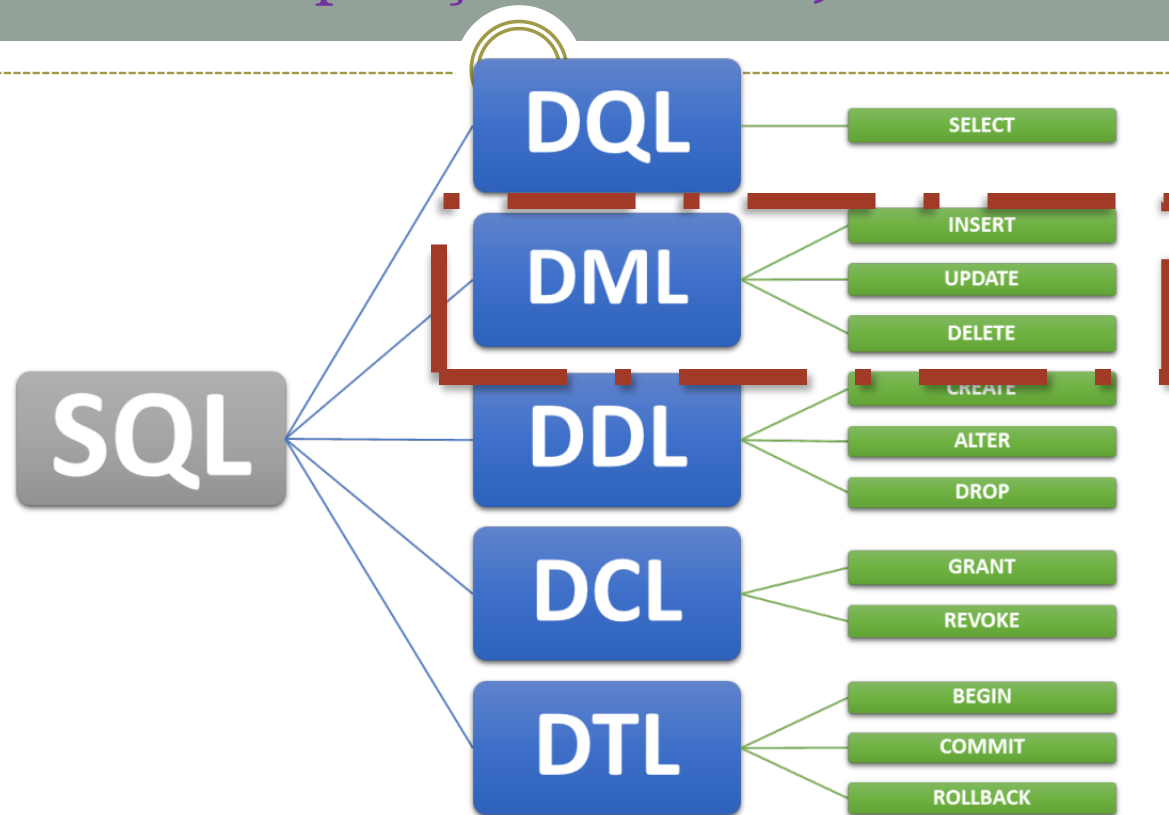 SQL
DQL
SELECT
DML
INSERT
UPDATE
DELETE
DDL
CREATE
ALTER
DROP
DCL
GRANT
REVOKE
DTL
BEGIN
COMMIT
ROLLBACK